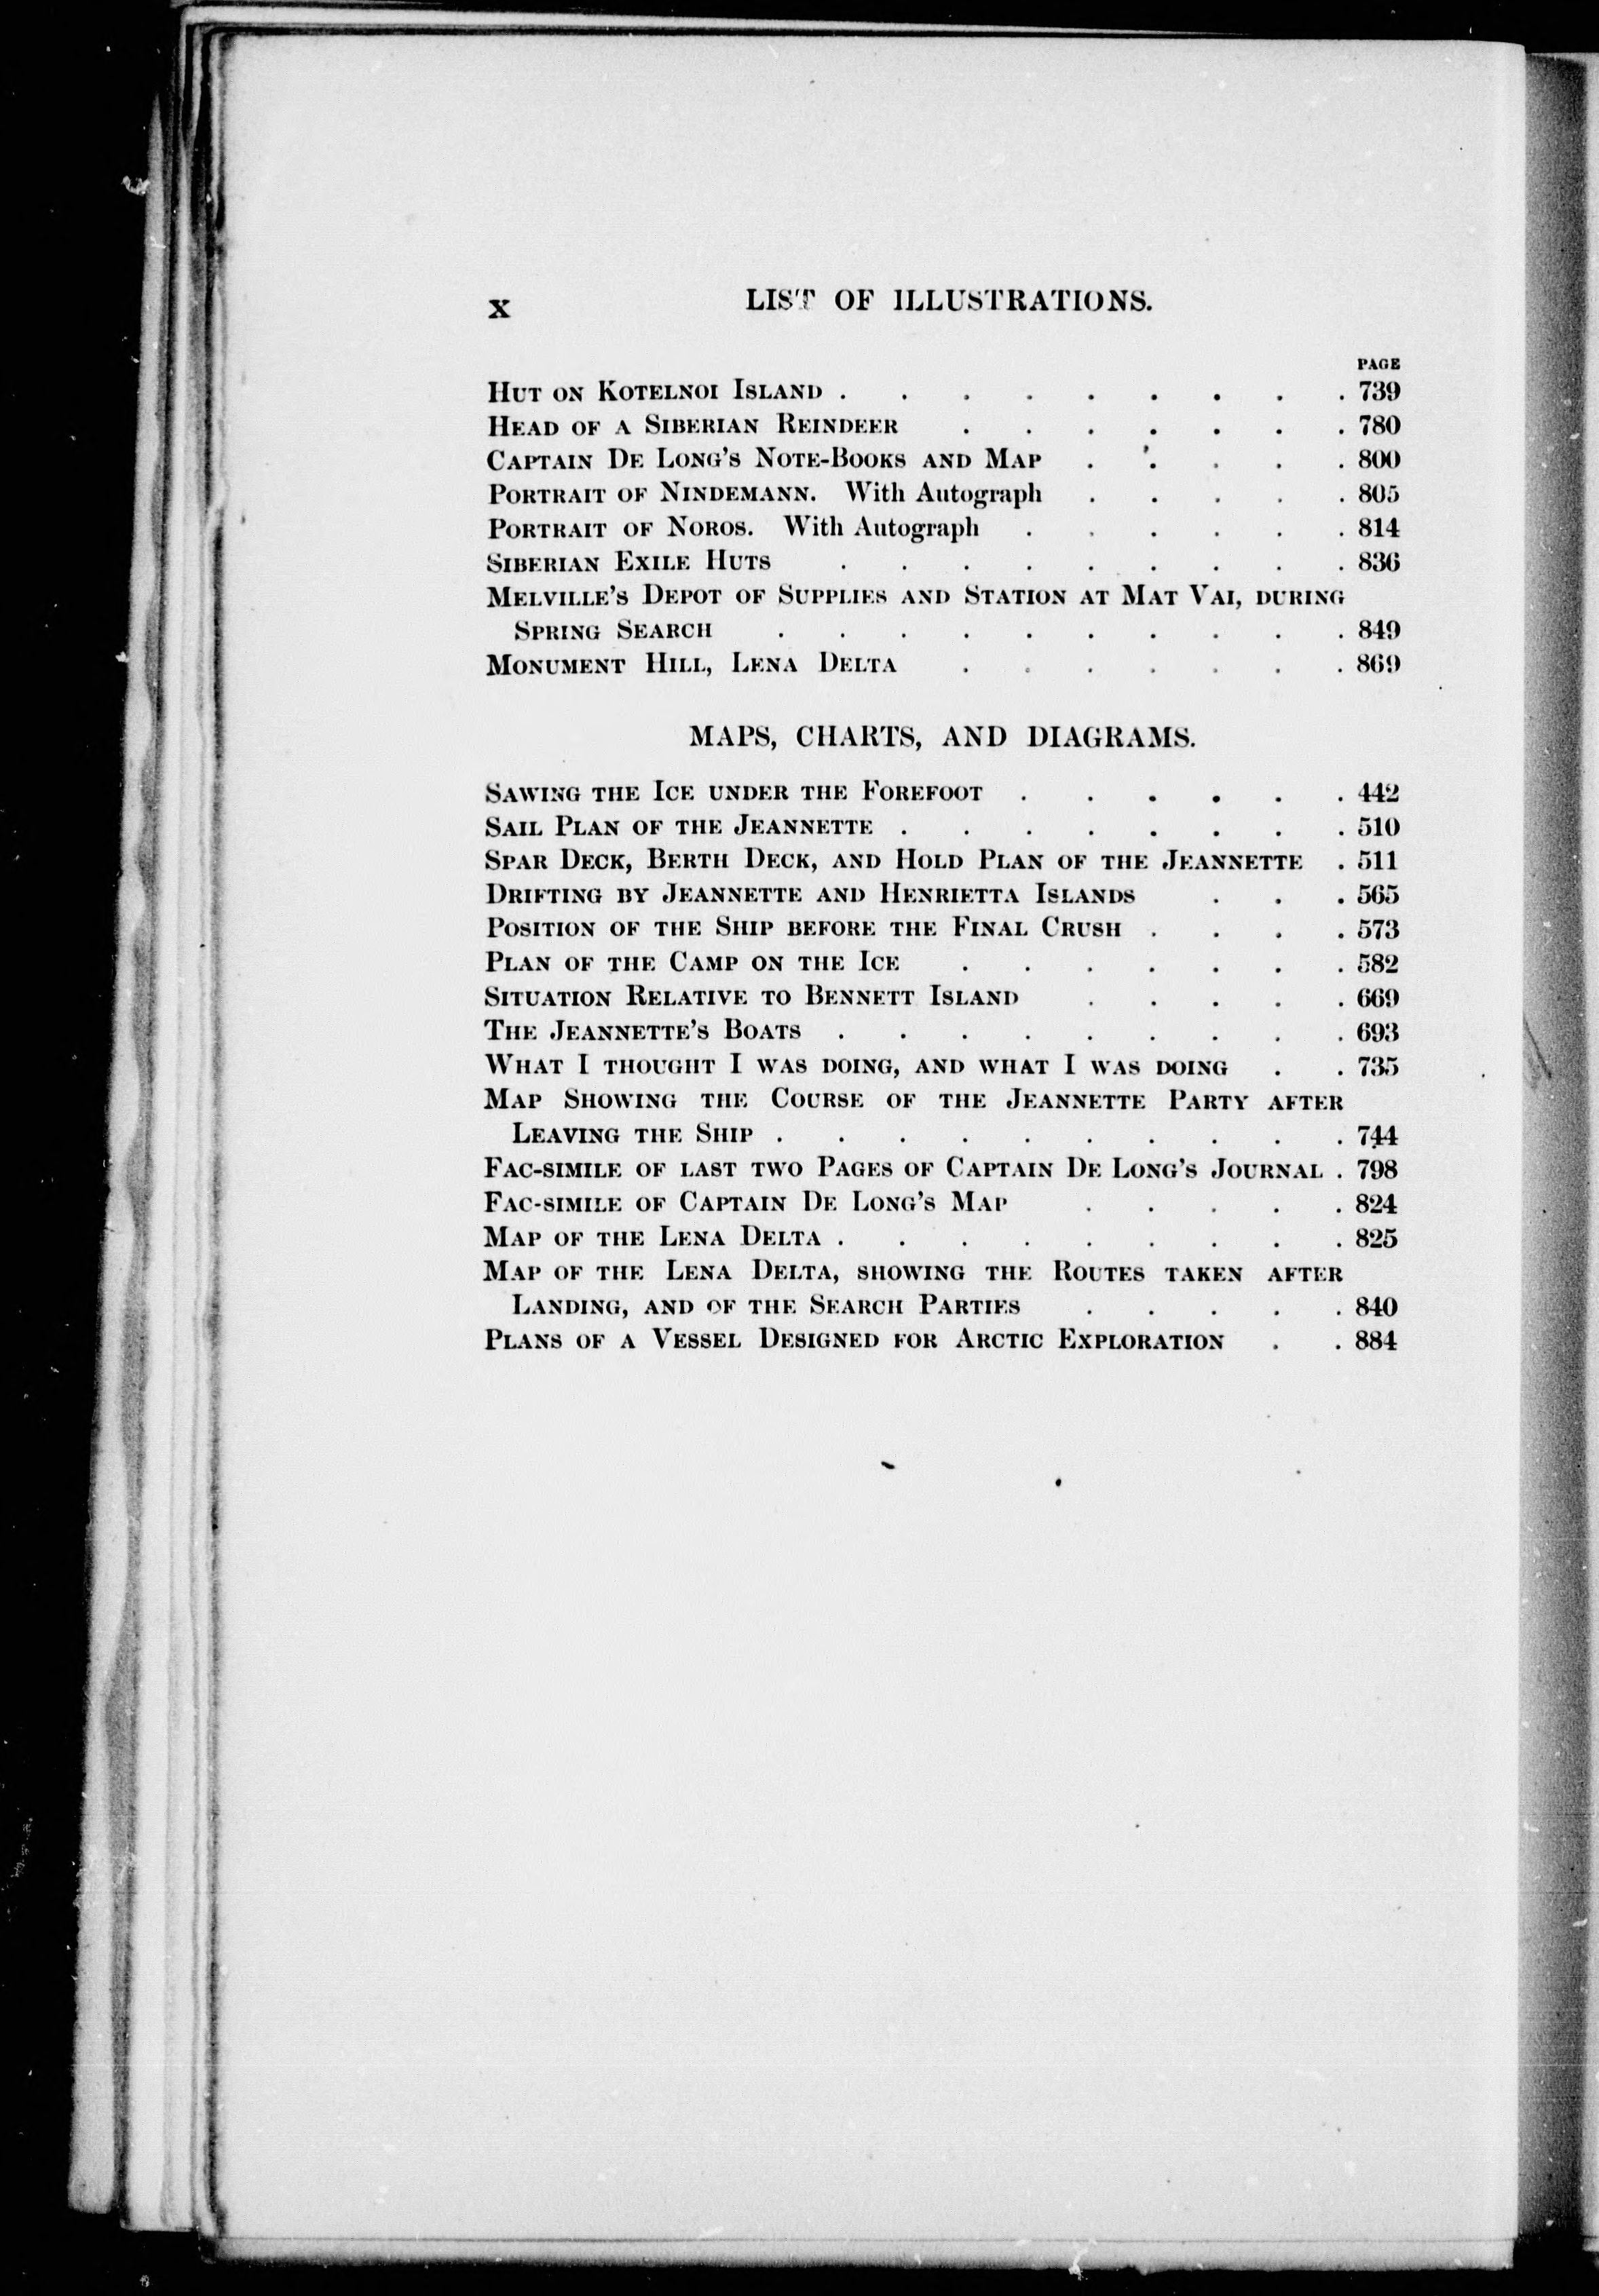 x LIST OF ILLUSTRATIONS.
PAGE
HUT ON KOTELNOI ISLAND . . . . . . . . . 739
HEAD OF A SIBERIAN REINDEER . . . . . . . 780
CAPTAIN DE LONG'S NOTE-BOOKS AND MAP . . . . . 800
PORTRAIT OF NINDEMANN. With Autograph . . . . . 805
PORTRAIT OF NOROS. With Autograph . . . . . . 814
SIBERIAN EXILE HUTS . . . . . . . . . 836
MELVILLE'S DEPOT OF SUPPLIES AND STATION AT MAT VAI, DURING
SPRING SEARCH . . . . . . . . . . 849
MONUMENT HILL, LENA DELTA . . . . . . . 869
MAPS, CHARTS, AND DIAGRAMS.
SAWING THE ICE UNDER THE FOREFOOT . . . . . . 442
SAIL PLAN OF THE JEANNETTE . . . . . . . . 510
SPAR DECK, BERTH DECK, AND HOLD PLAN OF THE JEANNETTE . 511
DRIFTING BY JEANNETTE AND HENRIETTA ISLANDS . . . 565
POSITION OF THE SHIP BEFORE THE FINAL CRUSH . . . . 573
PLAN OF THE CAMP ON THE ICE . . . . . . . 582
SITUATION RELATIVE TO BENNETT ISLAND . . . . . 669
THE JEANNETTE'S BOATS . . . . . . . . . 693
WHAT I THOUGHT I WAS DOING, AND WHAT I WAS DOING . . 735
MAP SHOWING THE COURSE OF THE JEANNETTE PARTY AFTER
LEAVING THE SHIP . . . . . . . . . . 744
FAC-SIMILE OF LAST TWO PAGES OF CAPTAIN DE LONG'S JOURNAL . 798
FAC-SIMILE OF CAPTAIN DE LONG'S MAP . . . . . 824
MAP OF THE LENA DELTA . . . . . . . . . 825
MAP OF THE LENA DELTA, SHOWING THE ROUTES TAKEN AFTER
LANDING, AND OF THE SEARCH PARTIES . . . . . 840
PLANS OF A VESSEL DESIGNED FOR ARCTIC EXPLORATION . . 884